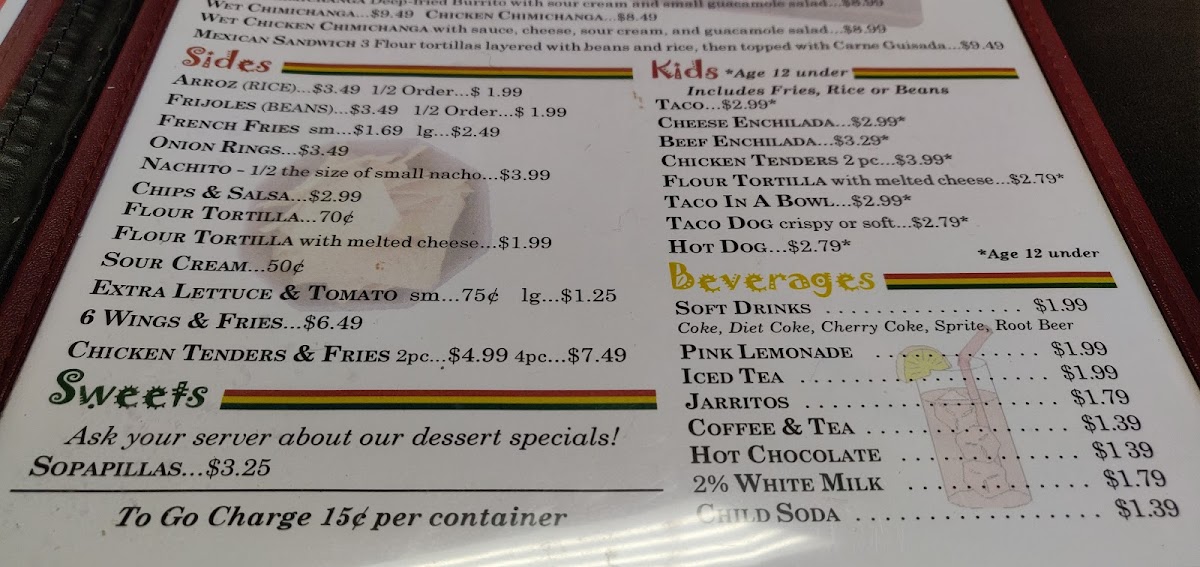 Deep-fried Burrito with sour cream and small guacamole salad...$8.99
Wet Chimichanga...$9.49 Chicken Chimichanga...$8.49
Wet Chicken Chimichanga with sauce, cheese, sour cream, and guacamole salad...$8.99
Mexican Sandwich 3 Flour tortillas layered with beans and rice, then topped with Carne Guisada...$9.49
Sides
Arroz (rice)...$3.49 1/2 Order...$ 1.99
Frijoles (beans)...$3.49 1/2 Order...$ 1.99
French Fries sm...$1.69 lg...$2.49
Onion Rings...$3.49
Nachito - 1/2 the size of small nacho...$3.99
Chips & Salsa...$2.99
Flour Tortilla...70¢
Flour Tortilla with melted cheese...$1.99
Sour Cream...50¢
Extra Lettuce & Tomato sm...75¢ lg...$1.25
6 Wings & Fries...$6.49
Chicken Tenders & Fries 2pc...$4.99 4pc...$7.49
Sweets
Ask your server about our dessert specials!
Sopapillas...$3.25
To Go Charge 15¢ per container
Kids *Age 12 under
Includes Fries, Rice or Beans
Taco...$2.99*
Cheese Enchilada...$2.99*
Beef Enchilada...$3.29*
Chicken Tenders 2 pc...$3.99*
Flour Tortilla with melted cheese...$2.79*
Taco In A Bowl...$2.99*
Taco Dog crispy or soft...$2.79*
Hot Dog...$2.79*
*Age 12 under
Beverages
Soft Drinks ................. $1.99
Coke, Diet Coke, Cherry Coke, Sprite, Root Beer
Pink Lemonade ............... $1.99
Iced Tea .................... $1.99
Jarritos .................... $1.79
Coffee & Tea ................ $1.39
Hot Chocolate ............... $1 39
2% White Milk ............... $1.79
Child Soda .................. $1.39